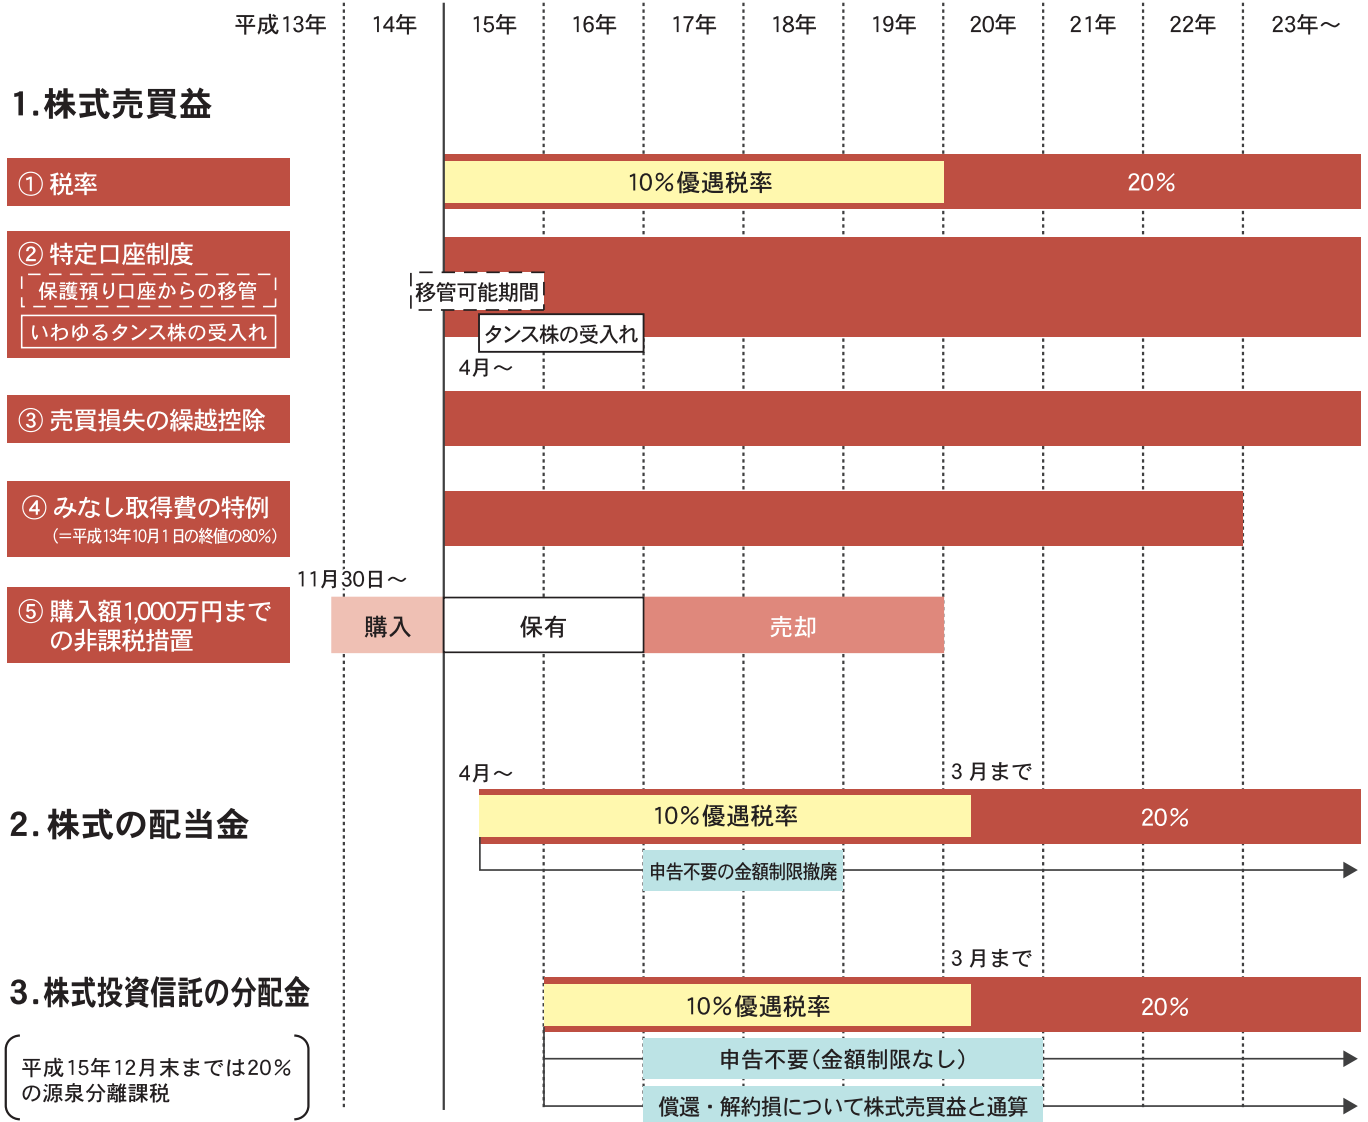 平成13年 14年 15年 16年 17年 18年 19年 20年 21年 22年 23年～
1.株式売買益
① 税率
10%優遇税率 20%
② 特定口座制度
保護預り口座からの移管
移管可能期間
いわゆるタンス株の受入れ
タンス株の受入れ
4月～
③ 売買損失の繰越控除
④ みなし取得費の特例
(＝平成13年10月1日の終値の80%)
11月30日～
⑤ 購入額1,000万円まで
の非課税措置
購入 保有 売却
4月～ 3月まで
2.株式の配当金
10%優遇税率 20%
申告不要の金額制限撤廃
3月まで
3.株式投資信託の分配金
10%優遇税率 20%
平成15年12月末までは20%
の源泉分離課税
申告不要(金額制限なし)
償還・解約損について株式売買益と通算